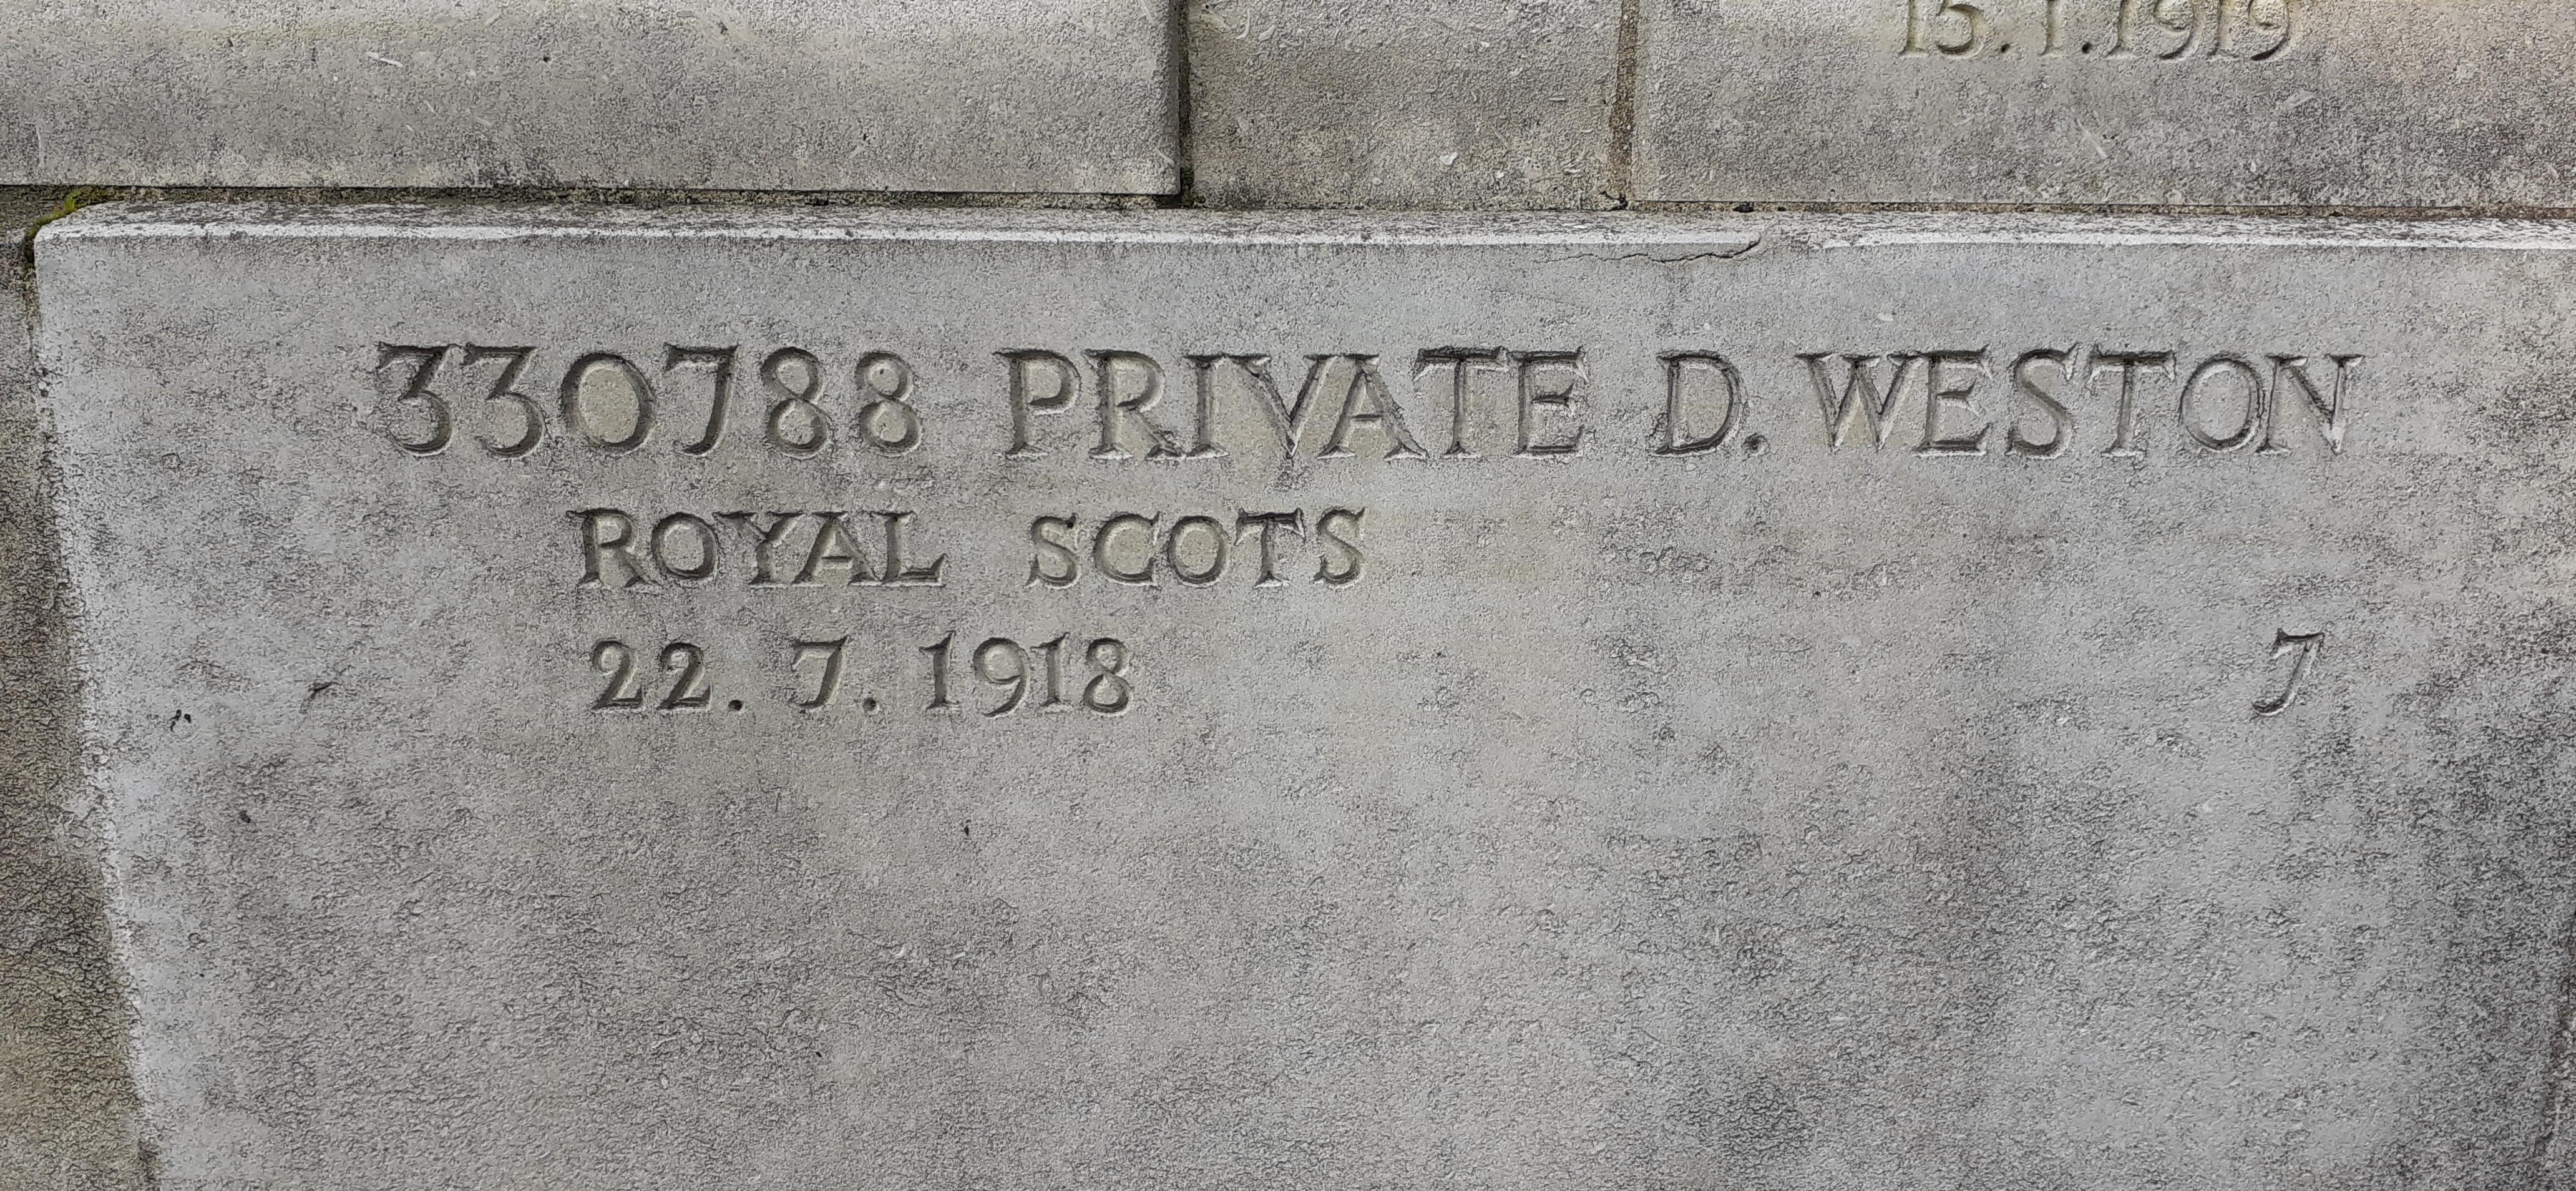 15.1.1919
330788 PRIVATE D. WESTON
ROYAL SCOTS
22.7.1918 7